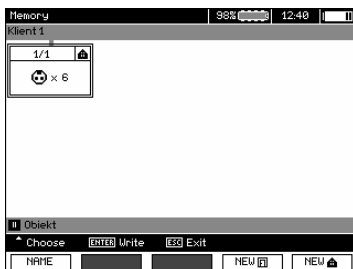 Memory 98% 12:40
Klient 1
1/1
x 6
Obiekt
Choose ENTER Write ESC Exit
NAME NEW NEW